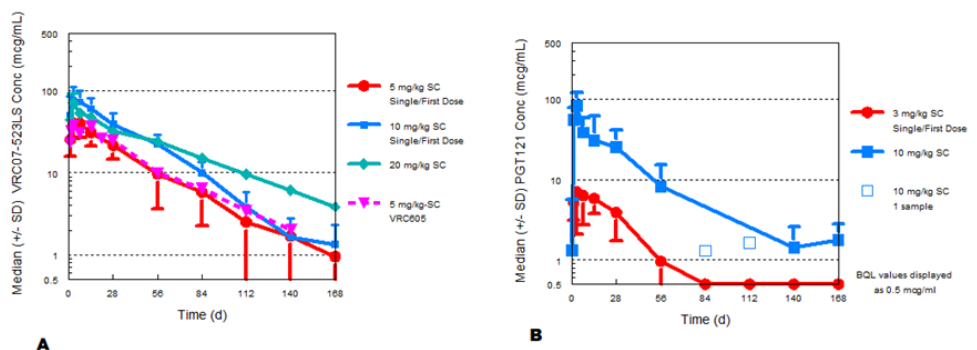 A
Median (+/- SD) VRC07-523LS Conc (mcg/mL)
500
100
10
1
0.5
0 28 56 84 112 140 168
Time (d)
5 mg/kg SC
Single/First Dose
10 mg/kg SC
Single/First Dose
20 mg/kg SC
5 mg/kg-SC
VRC605
A
B
Median (+/- SD) PGT121 Conc (mcg/mL)
500
100
10
1
0.5
0 28 56 84 112 140 168
Time (d)
3 mg/kg SC
Single/First Dose
10 mg/kg SC
10 mg/kg SC
1 sample
BQL values displayed
as 0.5 mcg/ml
B